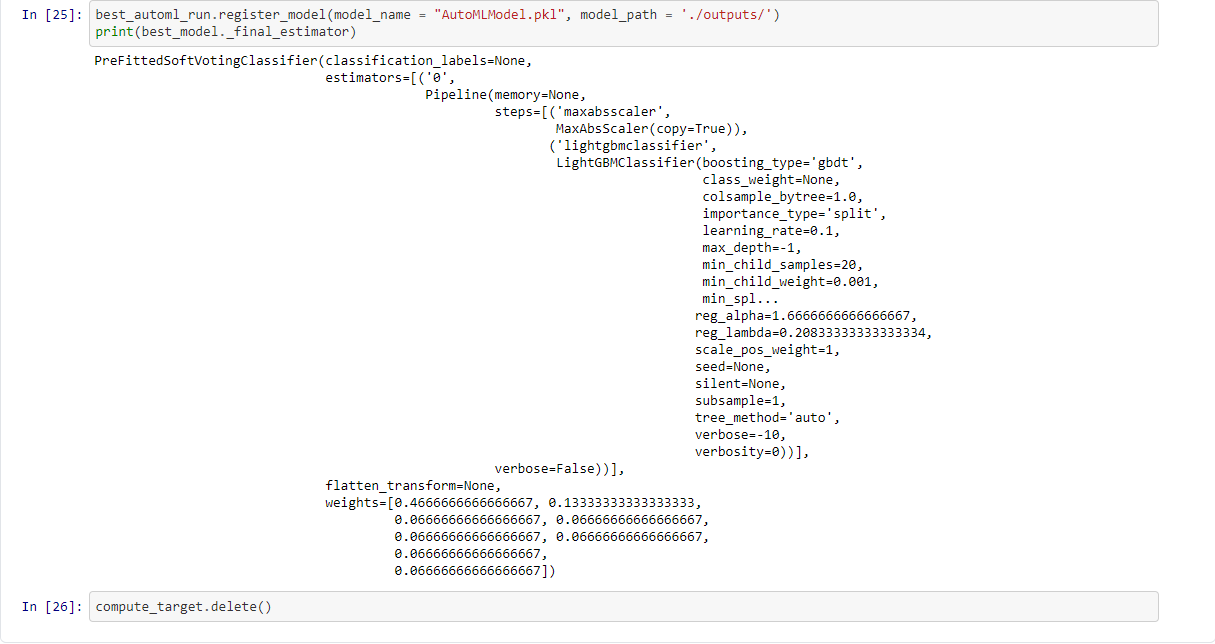 In [25]: best_automl_run.register_model(model_name = "AutoMLModel.pkl", model_path = './outputs/')
print(best_model._final_estimator)
PreFittedSoftVotingClassifier(classification_labels=None,
estimators=[('0',
Pipeline(memory=None,
steps=[('maxabsscaler',
MaxAbsScaler(copy=True)),
('lightgbmclassifier',
LightGBMClassifier(boosting_type='gbdt',
class_weight=None,
colsample_bytree=1.0,
importance_type='split',
learning_rate=0.1,
max_depth=-1,
min_child_samples=20,
min_child_weight=0.001,
min_spl...
reg_alpha=1.6666666666666667,
reg_lambda=0.20833333333333334,
scale_pos_weight=1,
seed=None,
silent=None,
subsample=1,
tree_method='auto',
verbose=-10,
verbosity=0))],
verbose=False))],
flatten_transform=None,
weights=[0.4666666666666667, 0.13333333333333333,
0.06666666666666667, 0.06666666666666667,
0.06666666666666667, 0.06666666666666667,
0.06666666666666667,
0.06666666666666667])
In [26]: compute_target.delete()